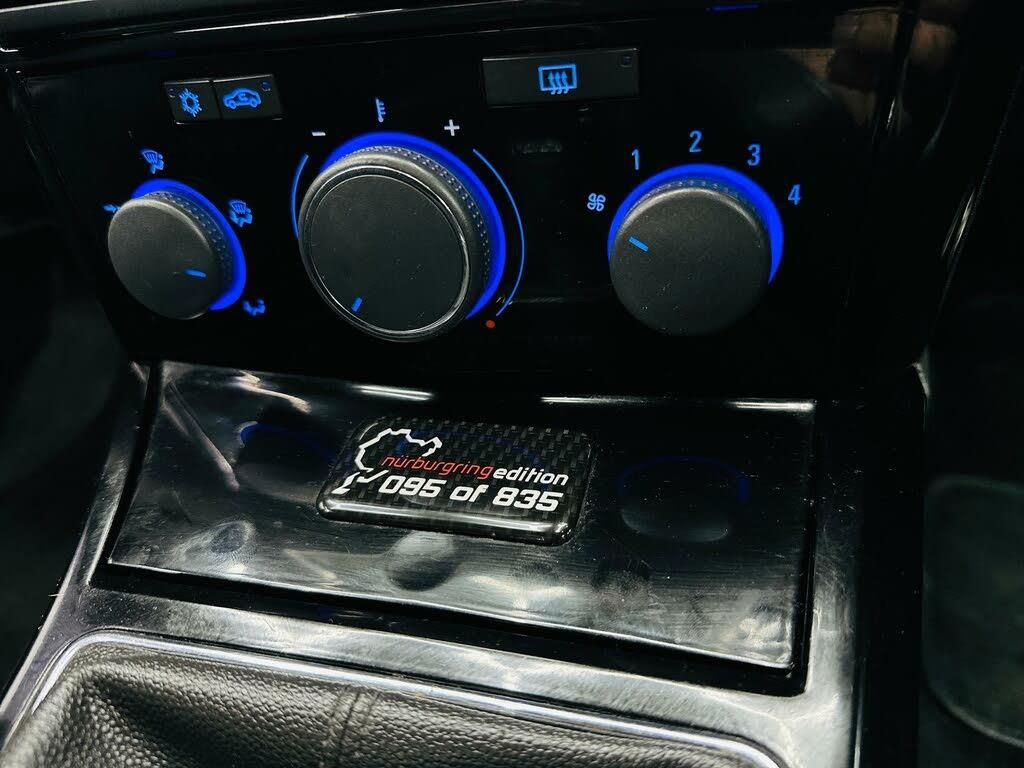 - +
1 2 3 4
nürburgringedition
095 of 835